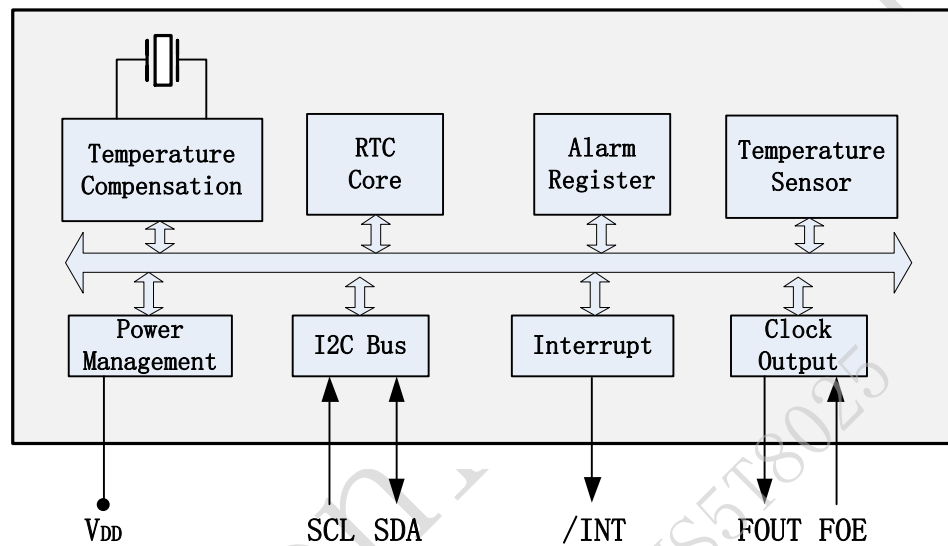 Temperature
Compensation
RTC
Core
Alarm
Register
Temperature
Sensor
Power
Management
I2C Bus
Interrupt
Clock
Output
VDD
SCL SDA
/INT
FOUT FOE